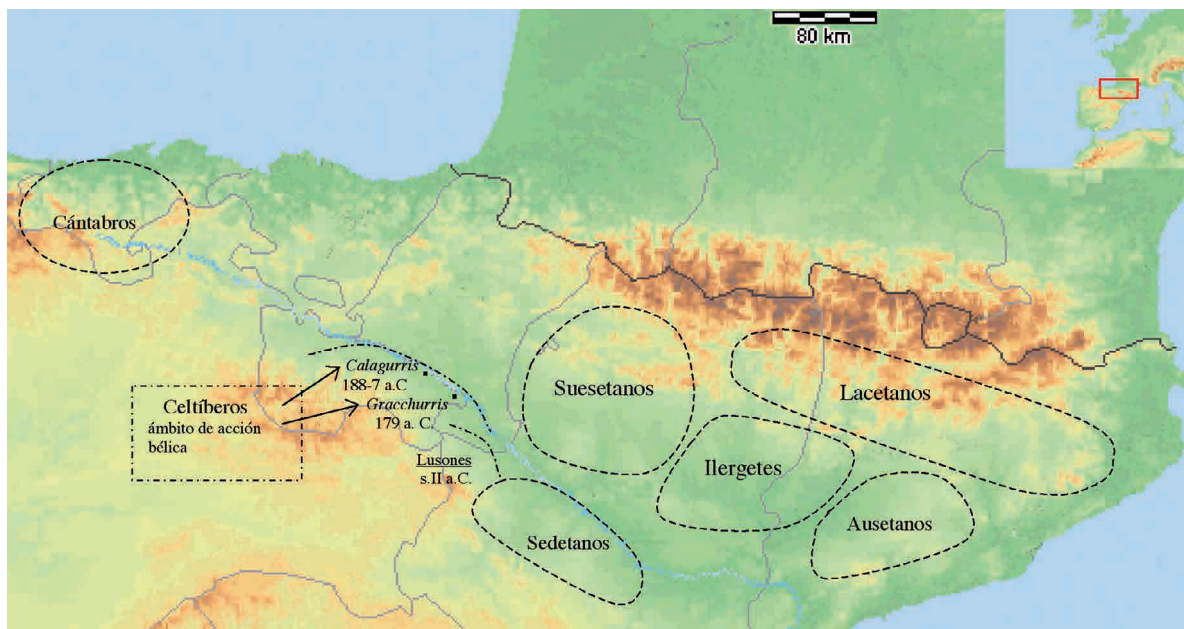 80 km
Cántabros
Calagurris
188-7 a.C
Gracchurris
179 a. C.
Celtíberos
ámbito de acción
bélica
Lusones
s.II a.C.
Suesetanos
Lacetanos
Ilergetes
Ausetanos
Sedetanos